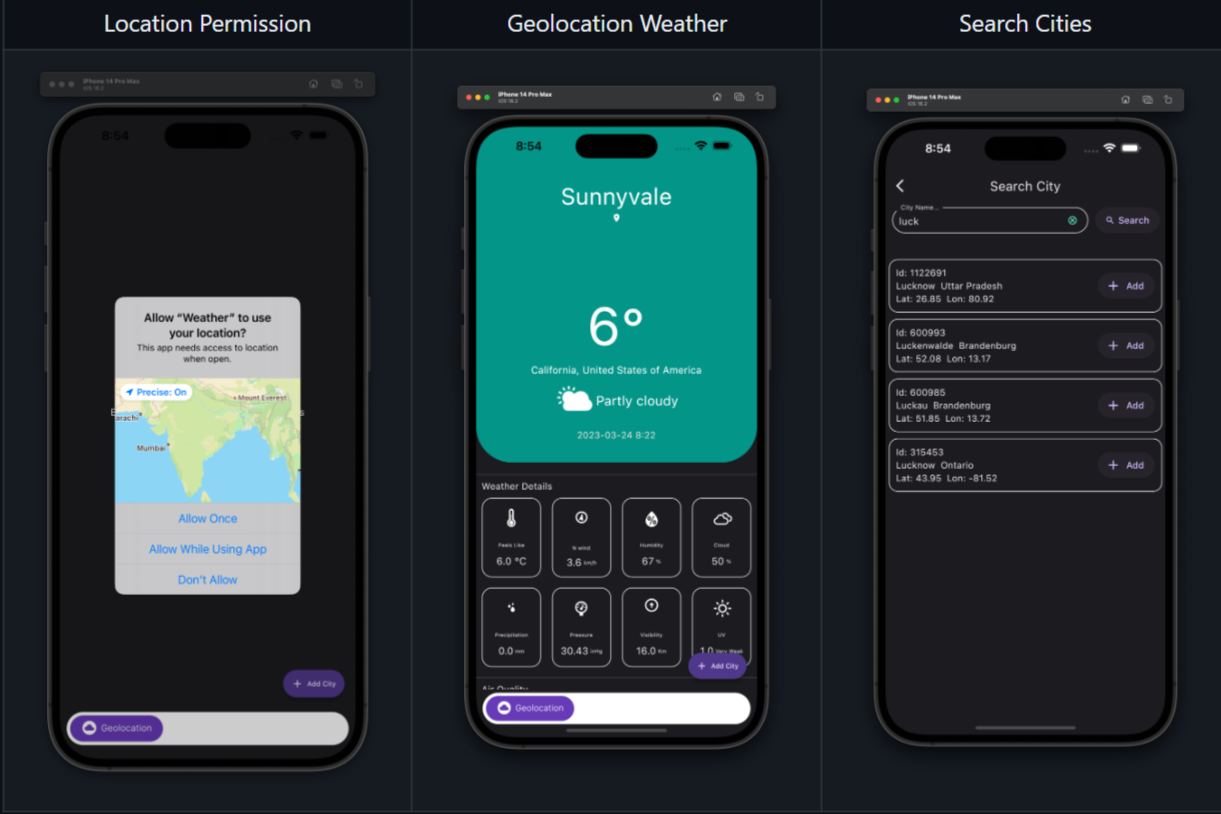 Location Permission
Geolocation Weather
Search Cities
iPhone 14 Pro Max
iOS 16.2
8:54
Allow “Weather” to use
your location?
This app needs access to location
when open.
Precise: On
Mount Everest
Mumbai
Allow Once
Allow While Using App
Don't Allow
+ Add City
Geolocation
iPhone 14 Pro Max
iOS 16.2
8:54
Sunnyvale
6°
California, United States of America
Partly cloudy
2023-03-24 8:22
Weather Details
Feels Like
6.0 °C
N wind
3.6 km/h
Humidity
67 %
Cloud
50 %
Precipitation
0.0 mm
Pressure
30.43 inHg
Visibility
16.0 Km
UV
1.0 Very Weak
+ Add City
Air Quality
Geolocation
iPhone 14 Pro Max
iOS 16.2
8:54
Search City
City Name...
luck
Search
Id: 1122691
Lucknow Uttar Pradesh
Lat: 26.85 Lon: 80.92
+ Add
Id: 600993
Luckenwalde Brandenburg
Lat: 52.08 Lon: 13.17
+ Add
Id: 600985
Luckau Brandenburg
Lat: 51.85 Lon: 13.72
+ Add
Id: 315453
Lucknow Ontario
Lat: 43.95 Lon: -81.52
+ Add